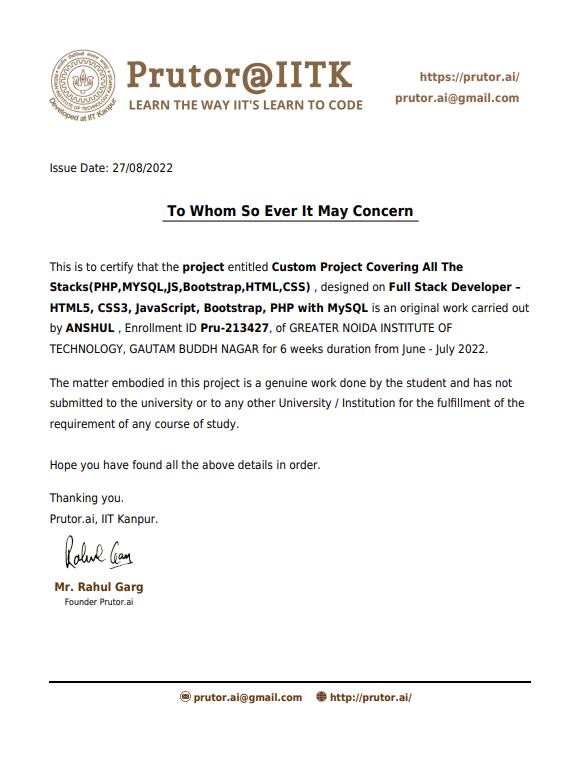 Prutor@IITK
LEARN THE WAY IIT'S LEARN TO CODE
Developed at IIT Kanpur
https://prutor.ai/
prutor.ai@gmail.com
Issue Date: 27/08/2022
To Whom So Ever It May Concern
This is to certify that the project entitled Custom Project Covering All The
Stacks(PHP,MYSQL,JS,Bootstrap,HTML,CSS) , designed on Full Stack Developer –
HTML5, CSS3, JavaScript, Bootstrap, PHP with MySQL is an original work carried out
by ANSHUL , Enrollment ID Pru-213427, of GREATER NOIDA INSTITUTE OF
TECHNOLOGY, GAUTAM BUDDH NAGAR for 6 weeks duration from June - July 2022.
The matter embodied in this project is a genuine work done by the student and has not
submitted to the university or to any other University / Institution for the fulfillment of the
requirement of any course of study.
Hope you have found all the above details in order.
Thanking you.
Prutor.ai, IIT Kanpur.
Rahul Garg
Mr. Rahul Garg
Founder Prutor.ai
prutor.ai@gmail.com http://prutor.ai/